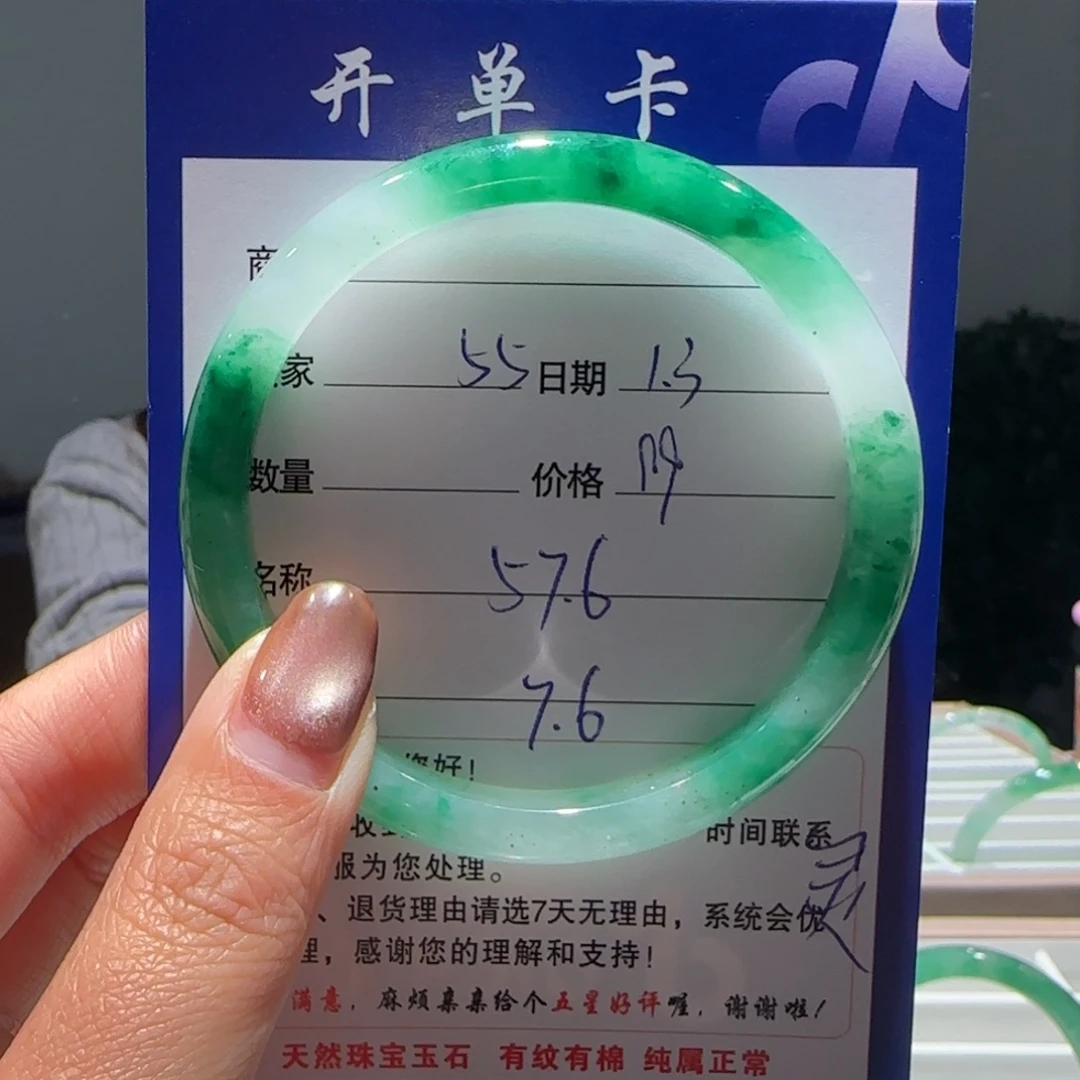 开单卡
商
家 55 日期 1.3
数量 价格
名称 57.6
7.6
您好!
时间联系
服为您处理。
、退货理由请选7天无理由,系统会优
理,感谢您的理解和支持!
满意,麻烦亲亲给个五星好评喔,谢谢啦!
天然珠宝玉石 有纹有棉 纯属正常